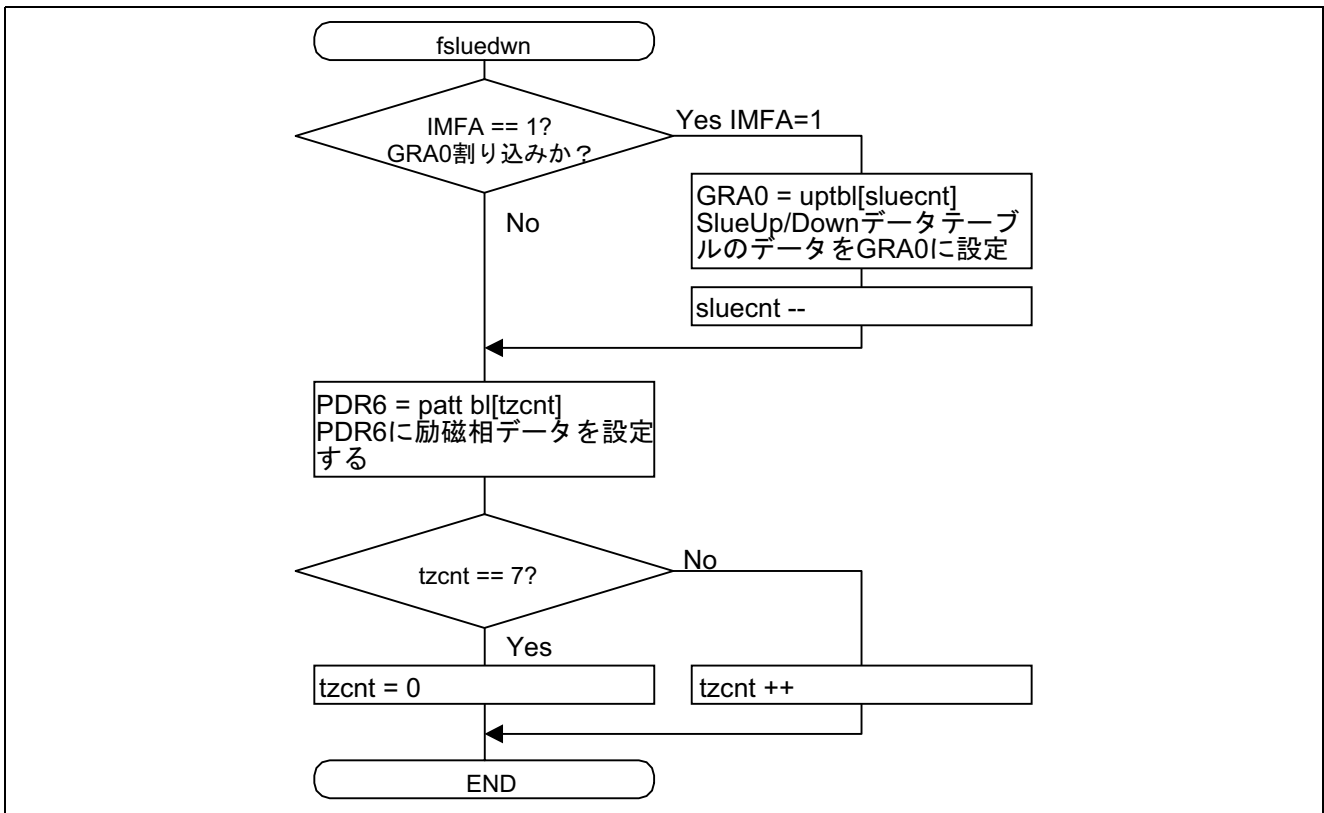 fsluedwn
IMFA == 1?
GRA0割り込みか？
Yes IMFA=1
No
GRA0 = uptbl[sluecnt]
SlueUp/Downデータテーブ
ルのデータをGRA0に設定
sluecnt --
PDR6 = patt bl[tzcnt]
PDR6に励磁相データを設定
する
tzcnt == 7?
No
Yes
tzcnt = 0
tzcnt ++
END